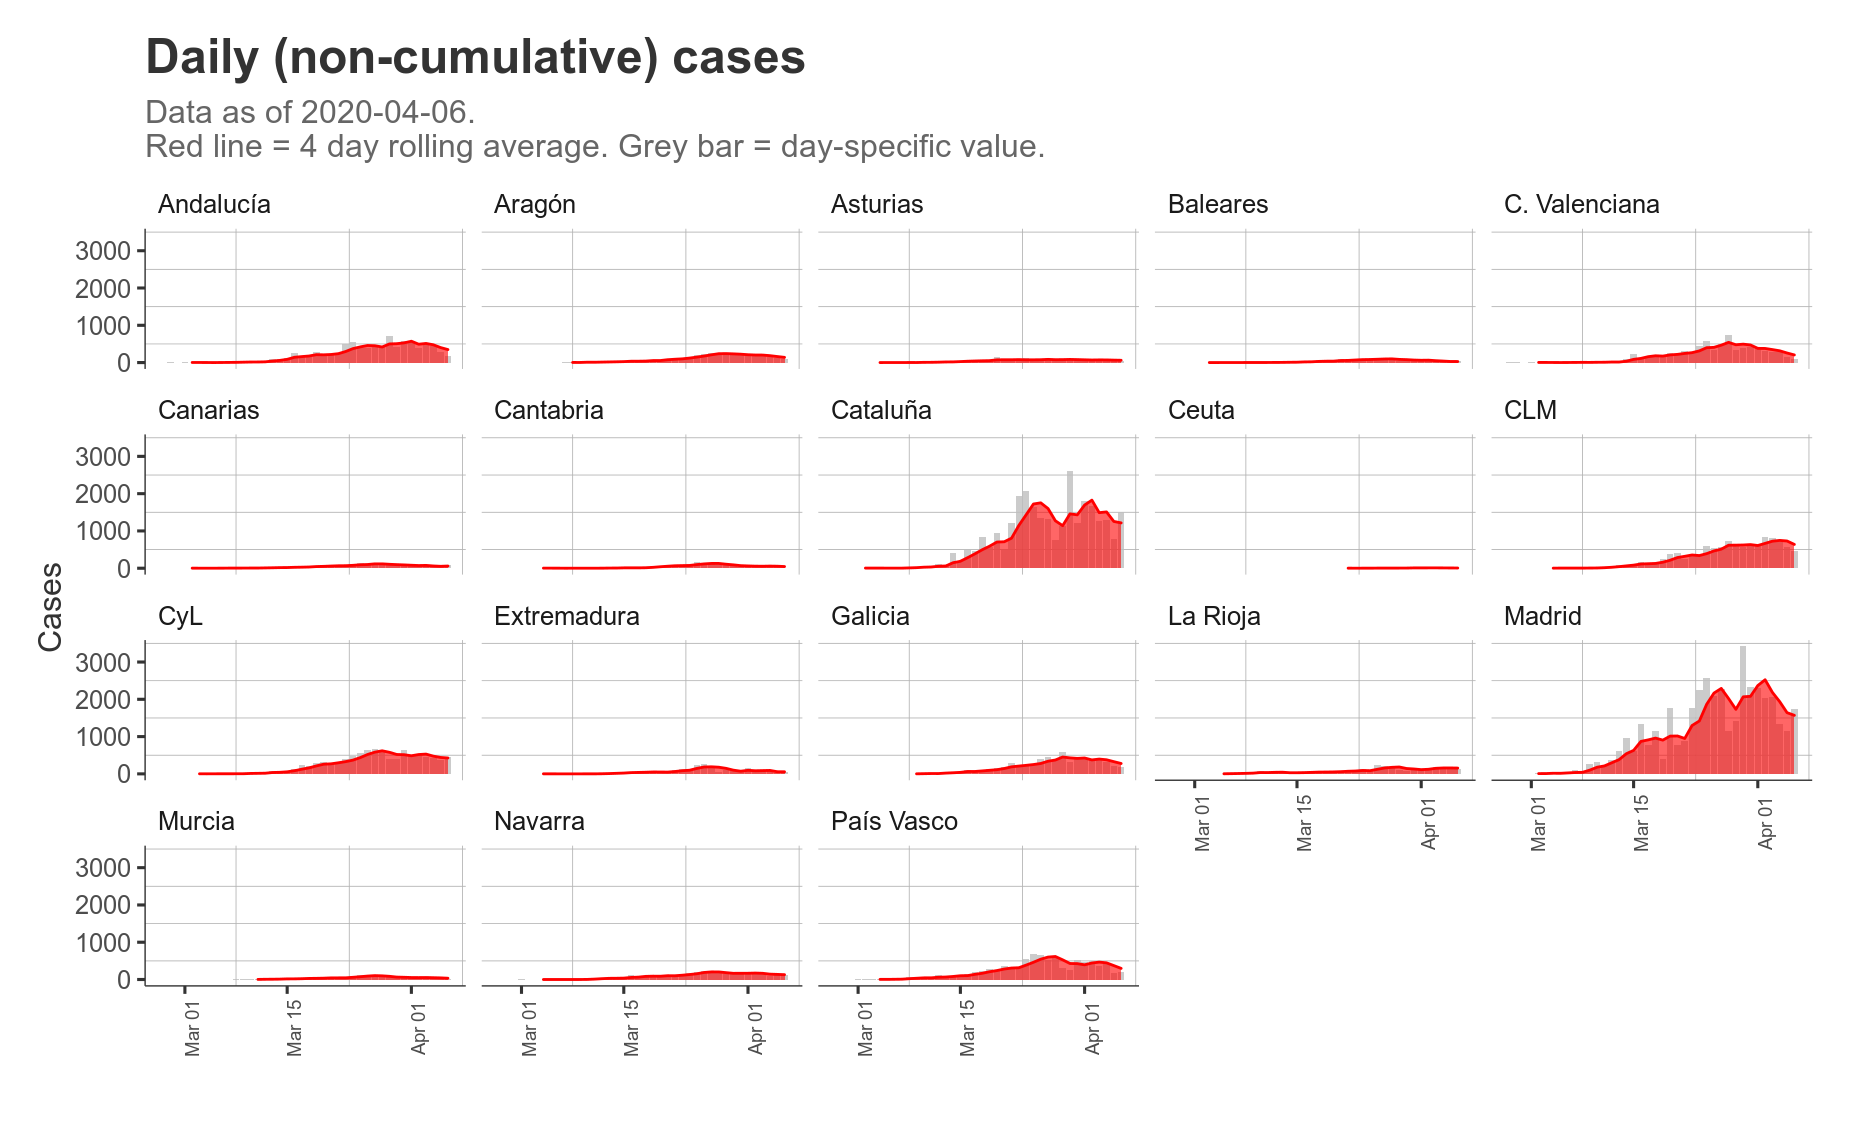 Daily (non-cumulative) cases
Data as of 2020-04-06.
Red line = 4 day rolling average. Grey bar = day-specific value.
Andalucía
Aragón
Asturias
Baleares
C. Valenciana
3000
2000
1000
0
Canarias
Cantabria
Cataluña
Ceuta
CLM
3000
2000
1000
0
Cases
CyL
Extremadura
Galicia
La Rioja
Madrid
3000
2000
1000
0
Mar 01
Mar 15
Apr 01
Mar 01
Mar 15
Apr 01
Murcia
Navarra
País Vasco
3000
2000
1000
0
Mar 01
Mar 15
Apr 01
Mar 01
Mar 15
Apr 01
Mar 01
Mar 15
Apr 01